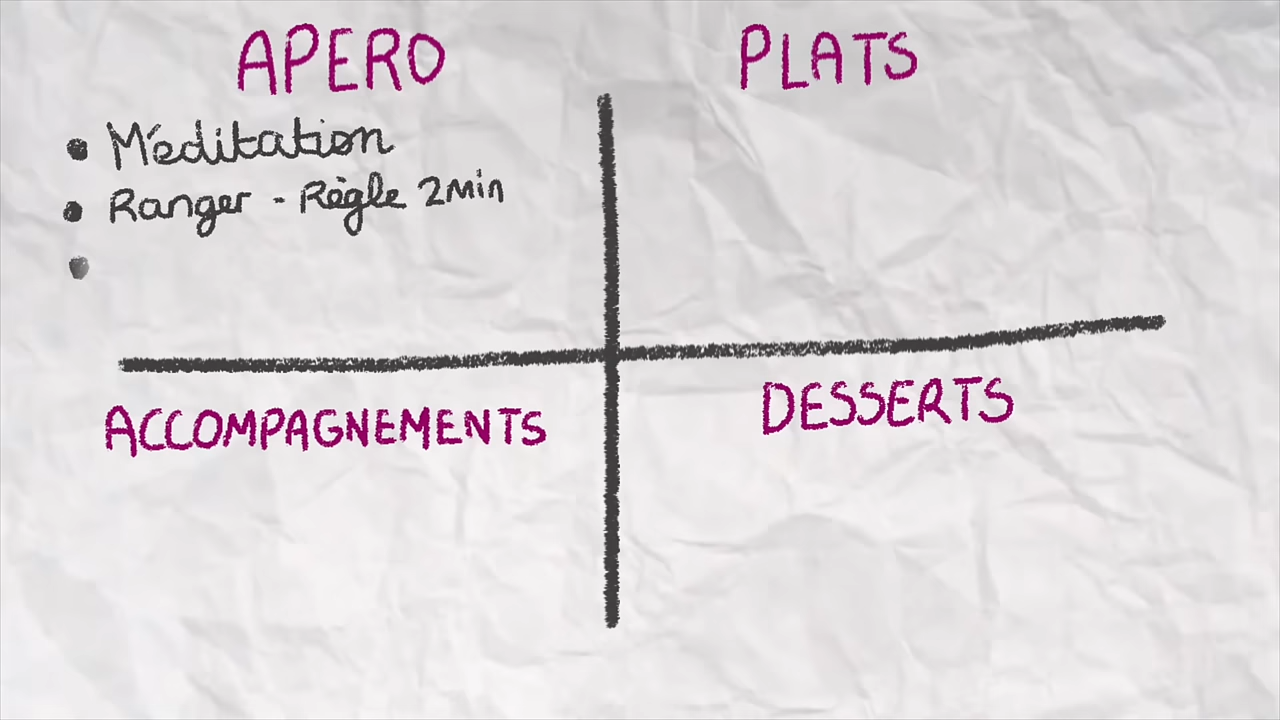 APERO
• Méditation
• Ranger - Règle 2min
•
PLATS
ACCOMPAGNEMENTS
DESSERTS